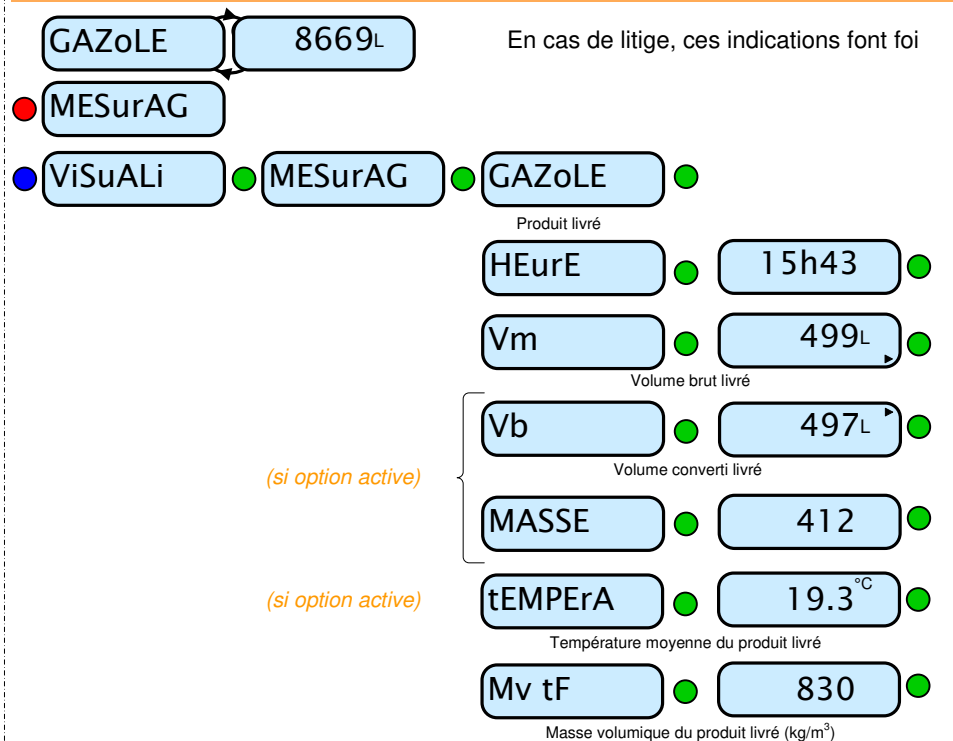 GAZoLE 8669L En cas de litige, ces indications font foi
MESurAG
ViSuALi MESurAG GAZoLE
Produit livré
HEurE 15h43
Vm 499L
Volume brut livré
Vb 497L
(si option active) Volume converti livré
MASSE 412
(si option active) tEMPErA 19.3°C
Température moyenne du produit livré
Mv tF 830
Masse volumique du produit livré (kg/m³)